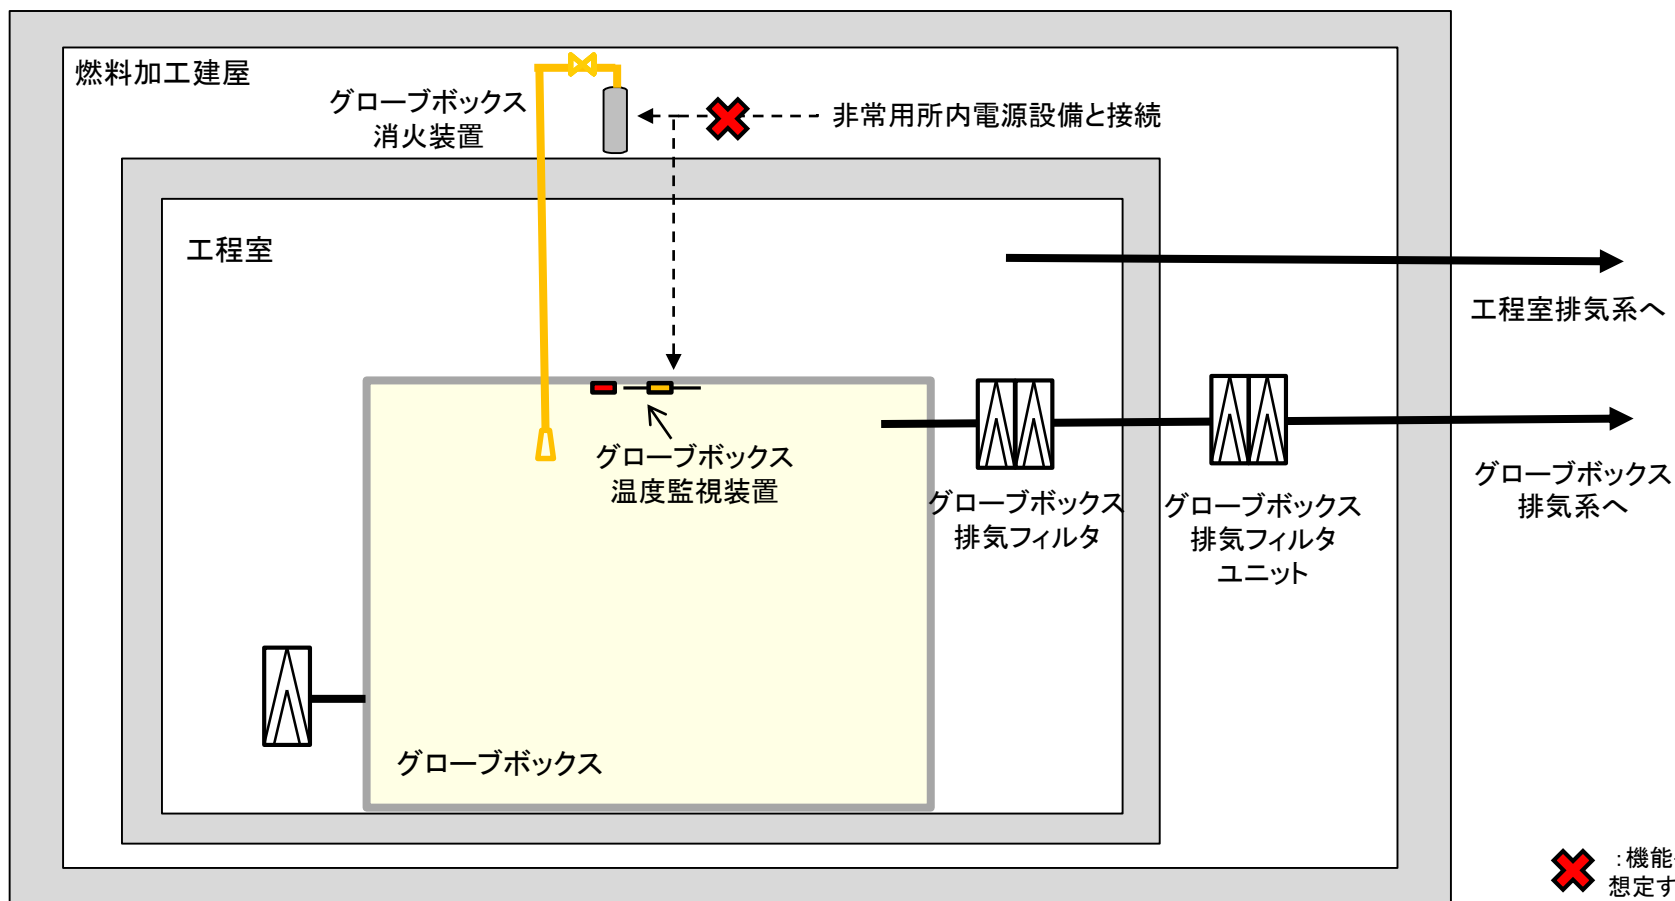 燃料加工建屋
グローブボックス
消火装置
非常用所内電源設備と接続
工程室
工程室排気系へ
グローブボックス
温度監視装置
グローブボックス
排気フィルタ
グローブボックス
排気フィルタ
ユニット
グローブボックス
排気系へ
グローブボックス
:機能
想定す